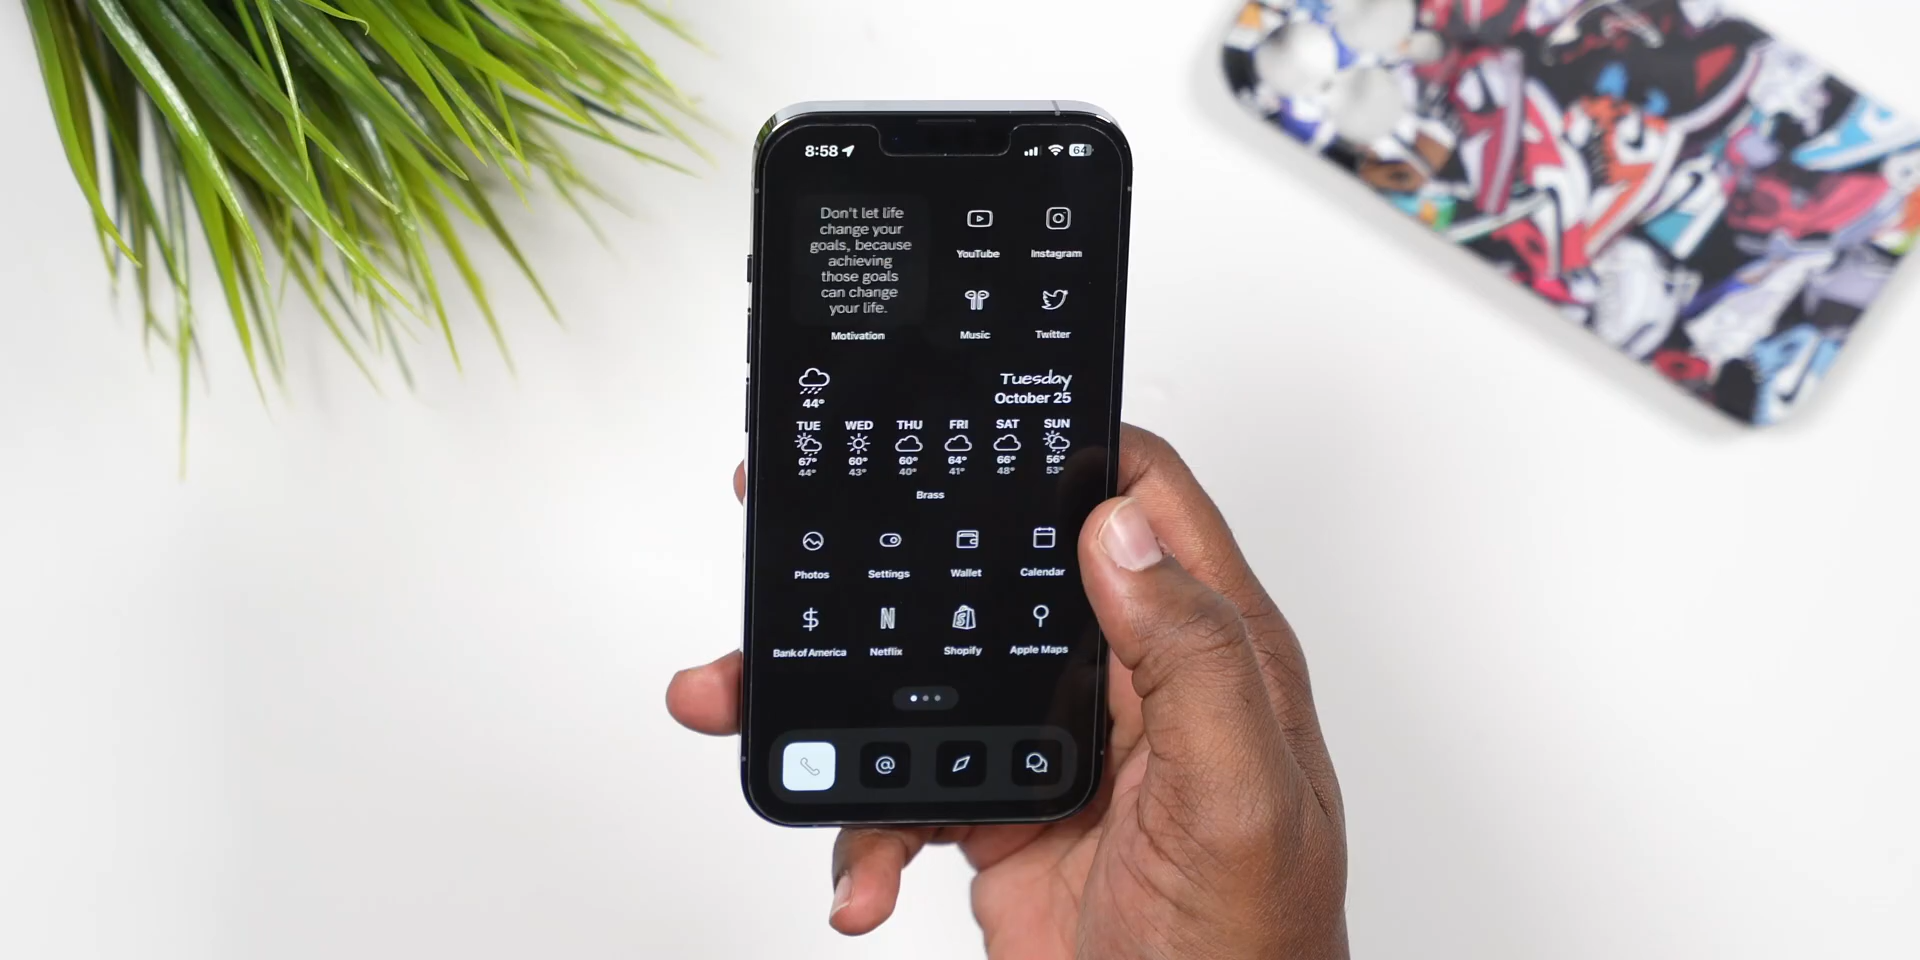 8:58
64
Don't let life
change your
goals, because
achieving
those goals
can change
your life.
Motivation
YouTube
Instagram
Music
Twitter
44°
Tuesday
October 25
TUE WED THU FRI SAT SUN
67° 60° 60° 64° 66° 56°
44° 43° 40° 41° 48° 53°
Brass
Photos Settings Wallet Calendar
$ N S
Bank of America Netflix Shopify Apple Maps
@